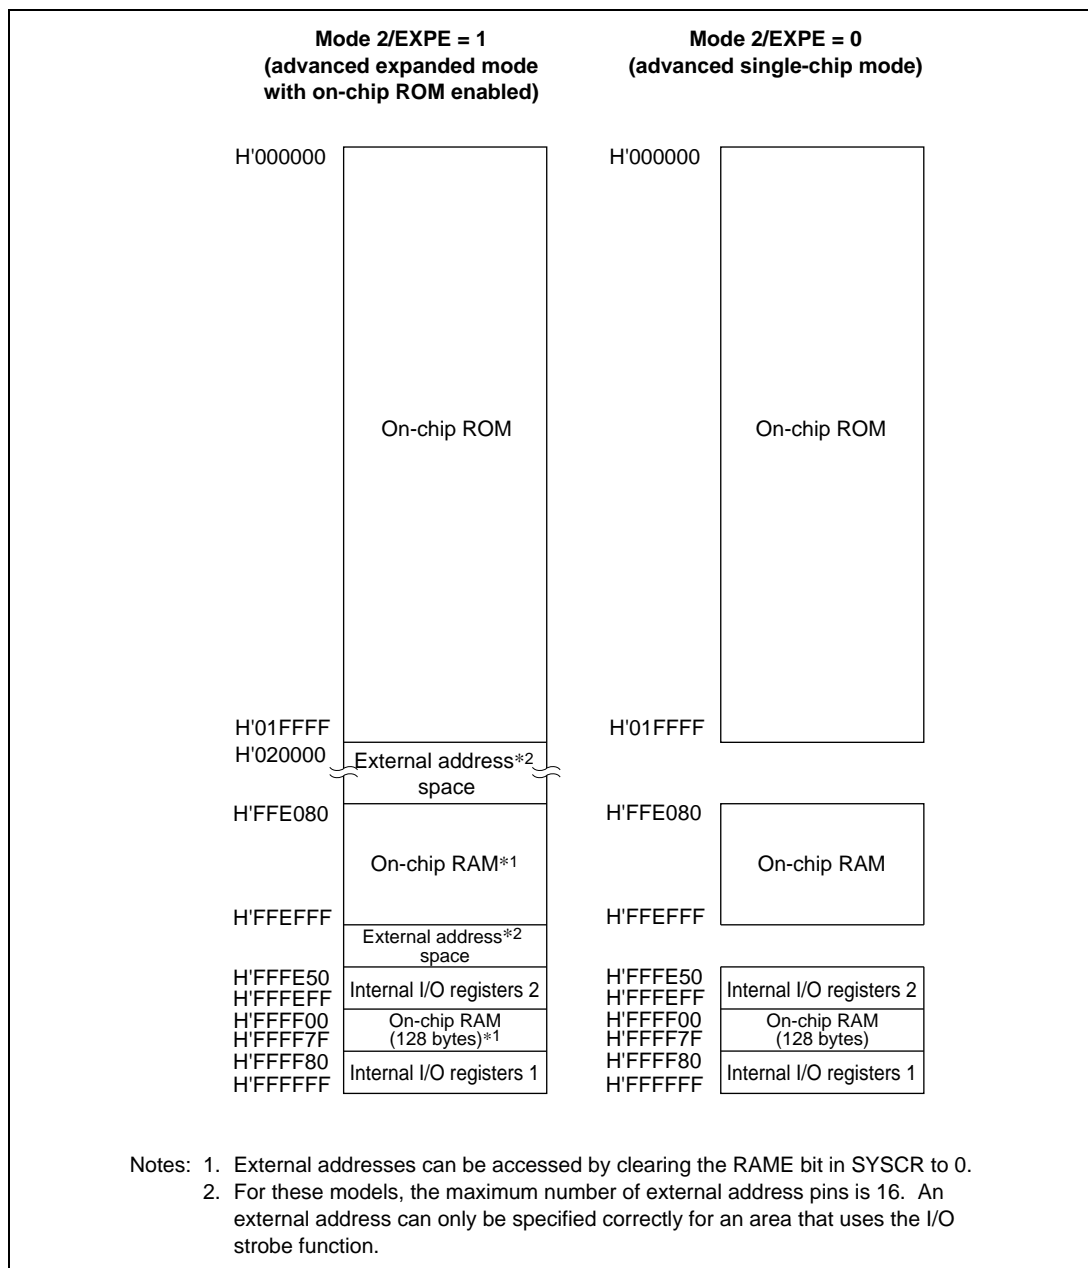 Mode 2/EXPE = 1
(advanced expanded mode
with on-chip ROM enabled)
Mode 2/EXPE = 0
(advanced single-chip mode)
H'000000
On-chip ROM
H'01FFFF
H'020000
External address*2
space
H'FFE080
On-chip RAM*1
H'FFEFFF
External address*2
space
H'FFFE50
Internal I/O registers 2
H'FFFEFF
H'FFFF00
On-chip RAM
(128 bytes)*1
H'FFFF7F
H'FFFF80
Internal I/O registers 1
H'FFFFFF
H'000000
On-chip ROM
H'01FFFF
H'FFE080
On-chip RAM
H'FFEFFF
H'FFFE50
Internal I/O registers 2
H'FFFEFF
H'FFFF00
On-chip RAM
(128 bytes)
H'FFFF7F
H'FFFF80
Internal I/O registers 1
H'FFFFFF
Notes: 1. External addresses can be accessed by clearing the RAME bit in SYSCR to 0.
2. For these models, the maximum number of external address pins is 16. An
external address can only be specified correctly for an area that uses the I/O
strobe function.